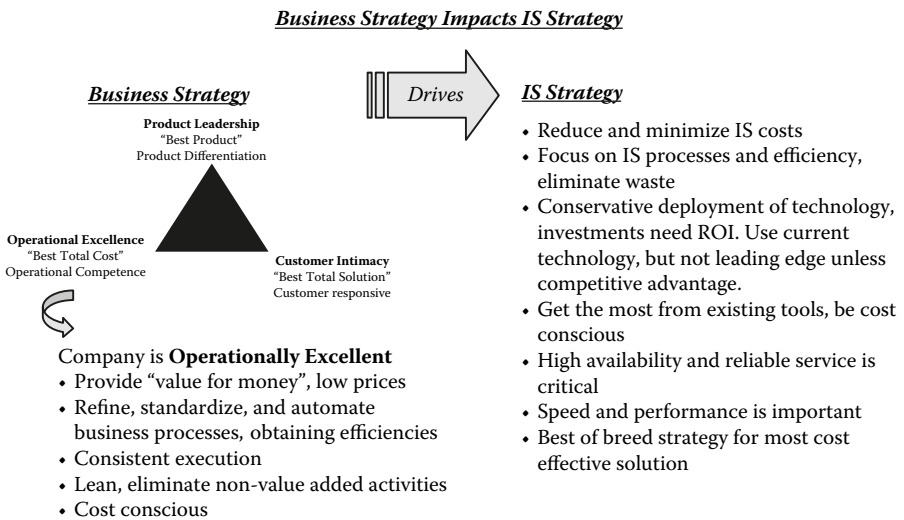 Business Strategy Impacts IS Strategy
Business Strategy
Product Leadership
“Best Product”
Product Differentiation
Operational Excellence
“Best Total Cost”
Operational Competence
Customer Intimacy
“Best Total Solution”
Customer responsive
Company is Operationally Excellent
• Provide “value for money”, low prices
• Refine, standardize, and automate
business processes, obtaining efficiencies
• Consistent execution
• Lean, eliminate non-value added activities
• Cost conscious
Drives
IS Strategy
• Reduce and minimize IS costs
• Focus on IS processes and efficiency,
eliminate waste
• Conservative deployment of technology,
investments need ROI. Use current
technology, but not leading edge unless
competitive advantage.
• Get the most from existing tools, be cost
conscious
• High availability and reliable service is
critical
• Speed and performance is important
• Best of breed strategy for most cost
effective solution